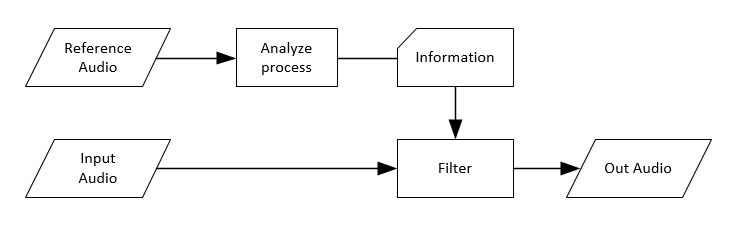 Reference
Audio
Analyze
process
Information
Input
Audio
Filter
Out Audio